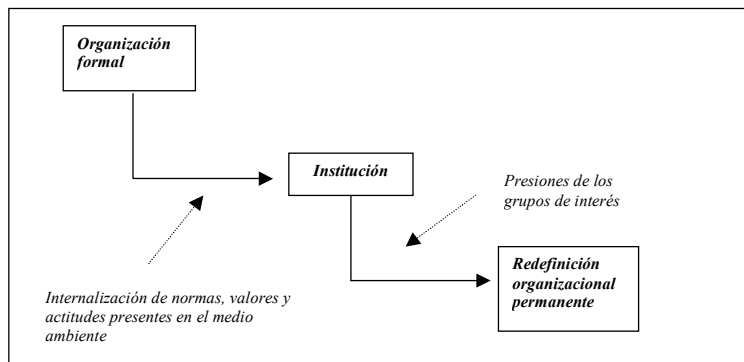 Organización
formal
Institución
Presiones de los
grupos de interés
Redefinición
organizacional
permanente
Internalización de normas, valores y
actitudes presentes en el medio
ambiente